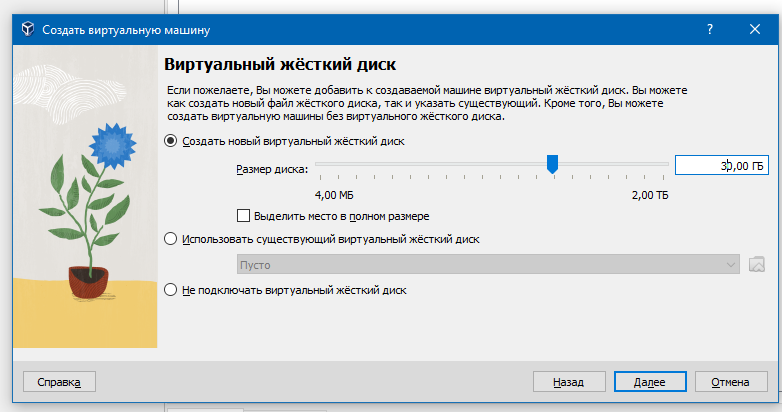 Создать виртуальную машину
Виртуальный жёсткий диск
Если пожелаете, Вы можете добавить к создаваемой машине виртуальный жёсткий диск. Вы можете
как создать новый файл жёсткого диска, так и указать существующий. Кроме того, Вы можете
создать виртуальную машины без виртуального жёсткого диска.
Создать новый виртуальный жёсткий диск
Размер диска:
30,00 ГБ
4,00 МБ
2,00 ТБ
Выделить место в полном размере
Использовать существующий виртуальный жёсткий диск
Пусто
Не подключать виртуальный жёсткий диск
Справка
Назад
Далее
Отмена